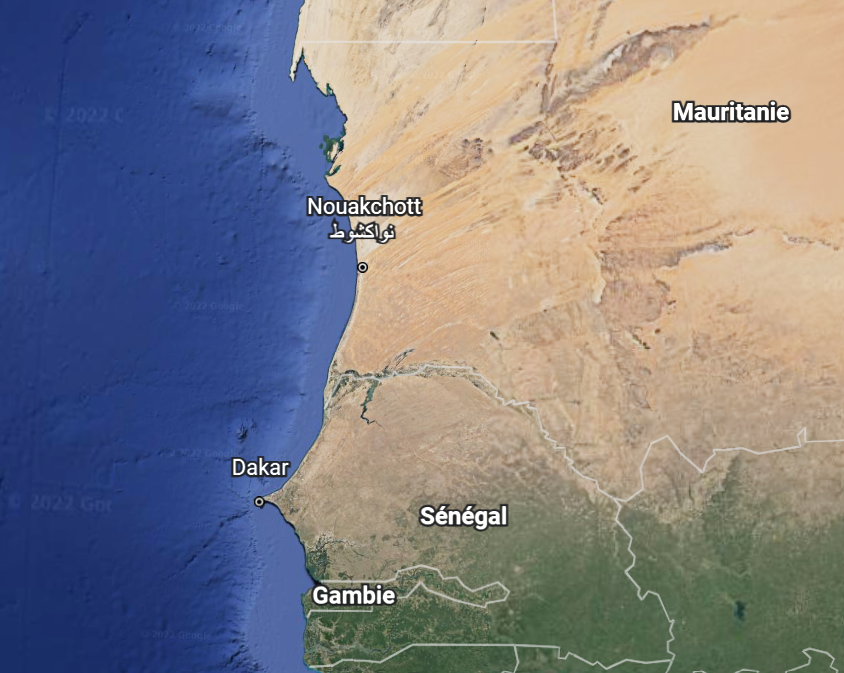 Mauritanie
Nouakchott
نواكشوط
Dakar
Sénégal
Gambie